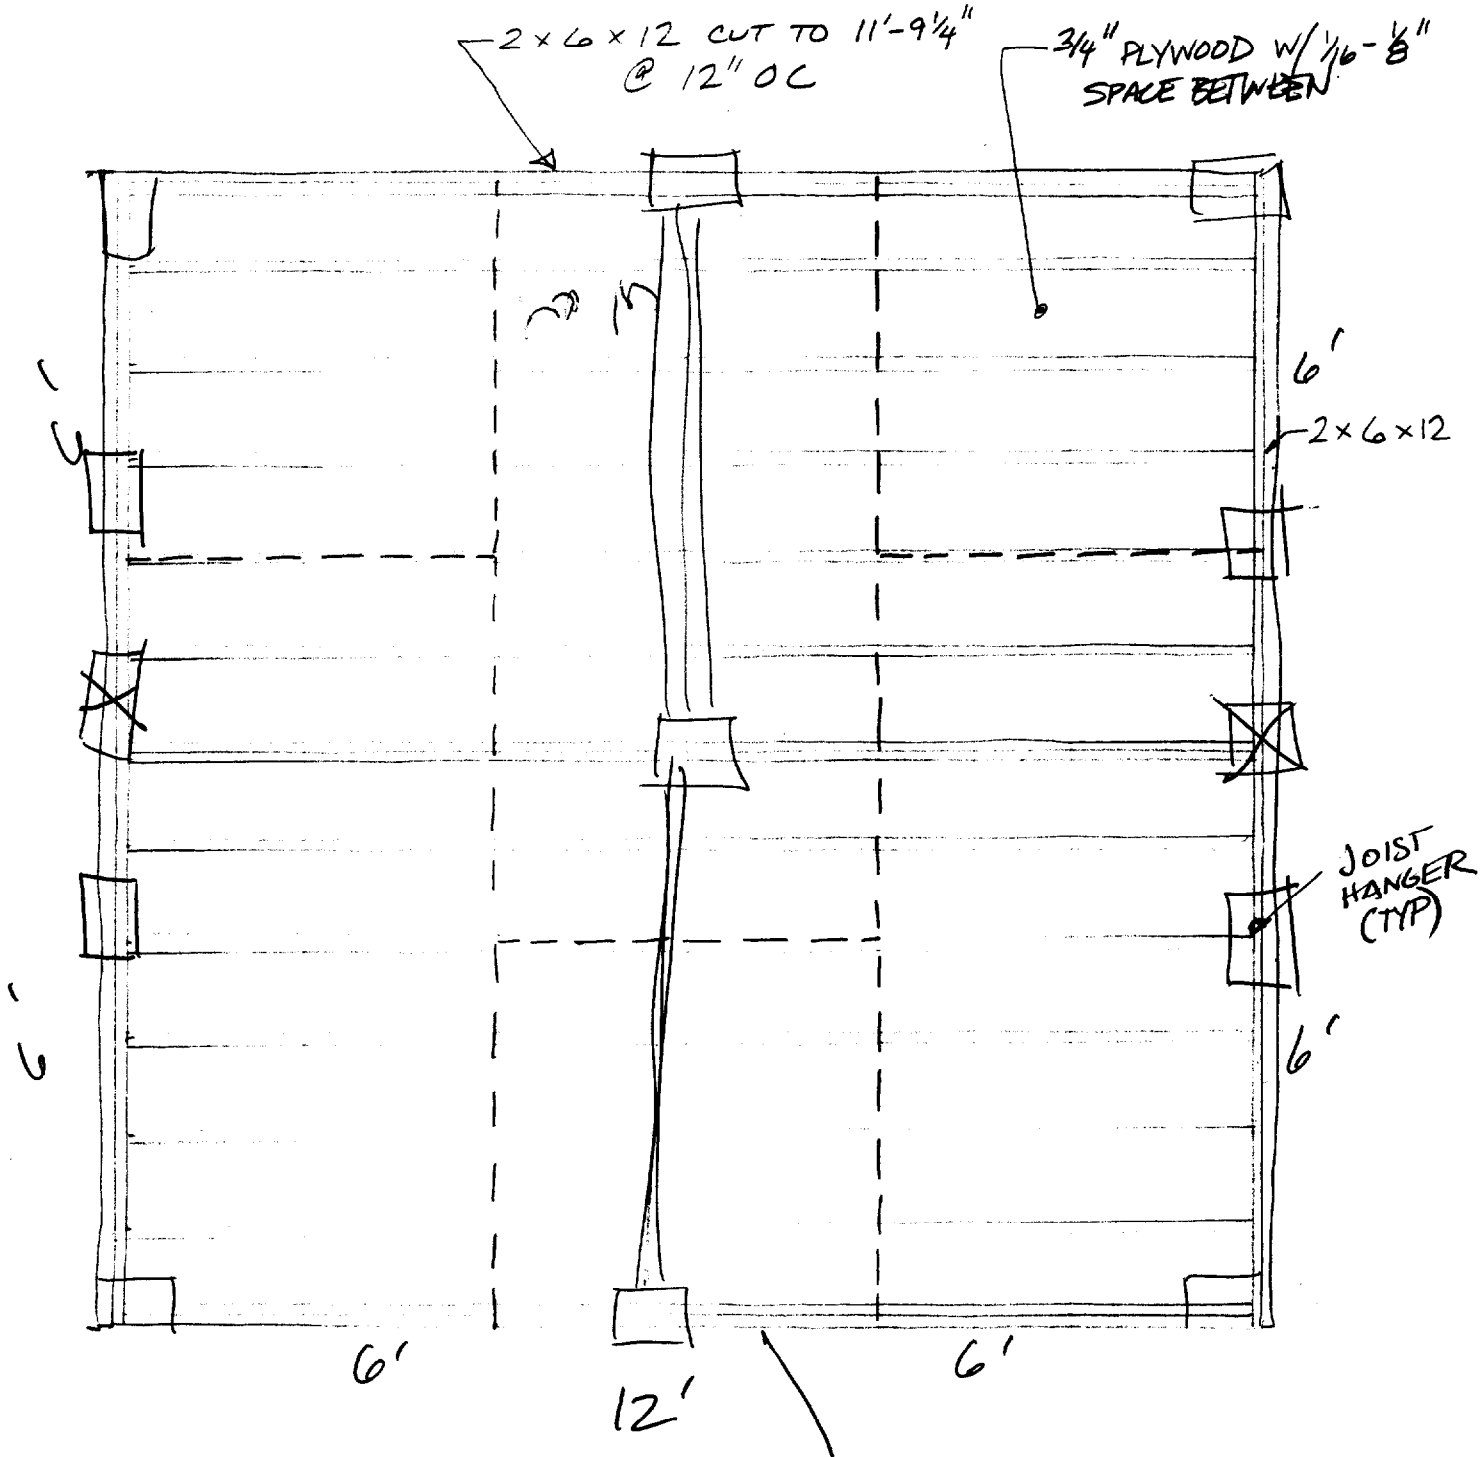 2 x 6 x 12 CUT TO 11'-9¼"
@ 12" OC
3/4" PLYWOOD W/ 1/16 - 1/8"
SPACE BETWEEN
6'
2 x 6 x 12
JOIST
HANGER
(TYP)
6'
6'
6'
6'
6'
12'